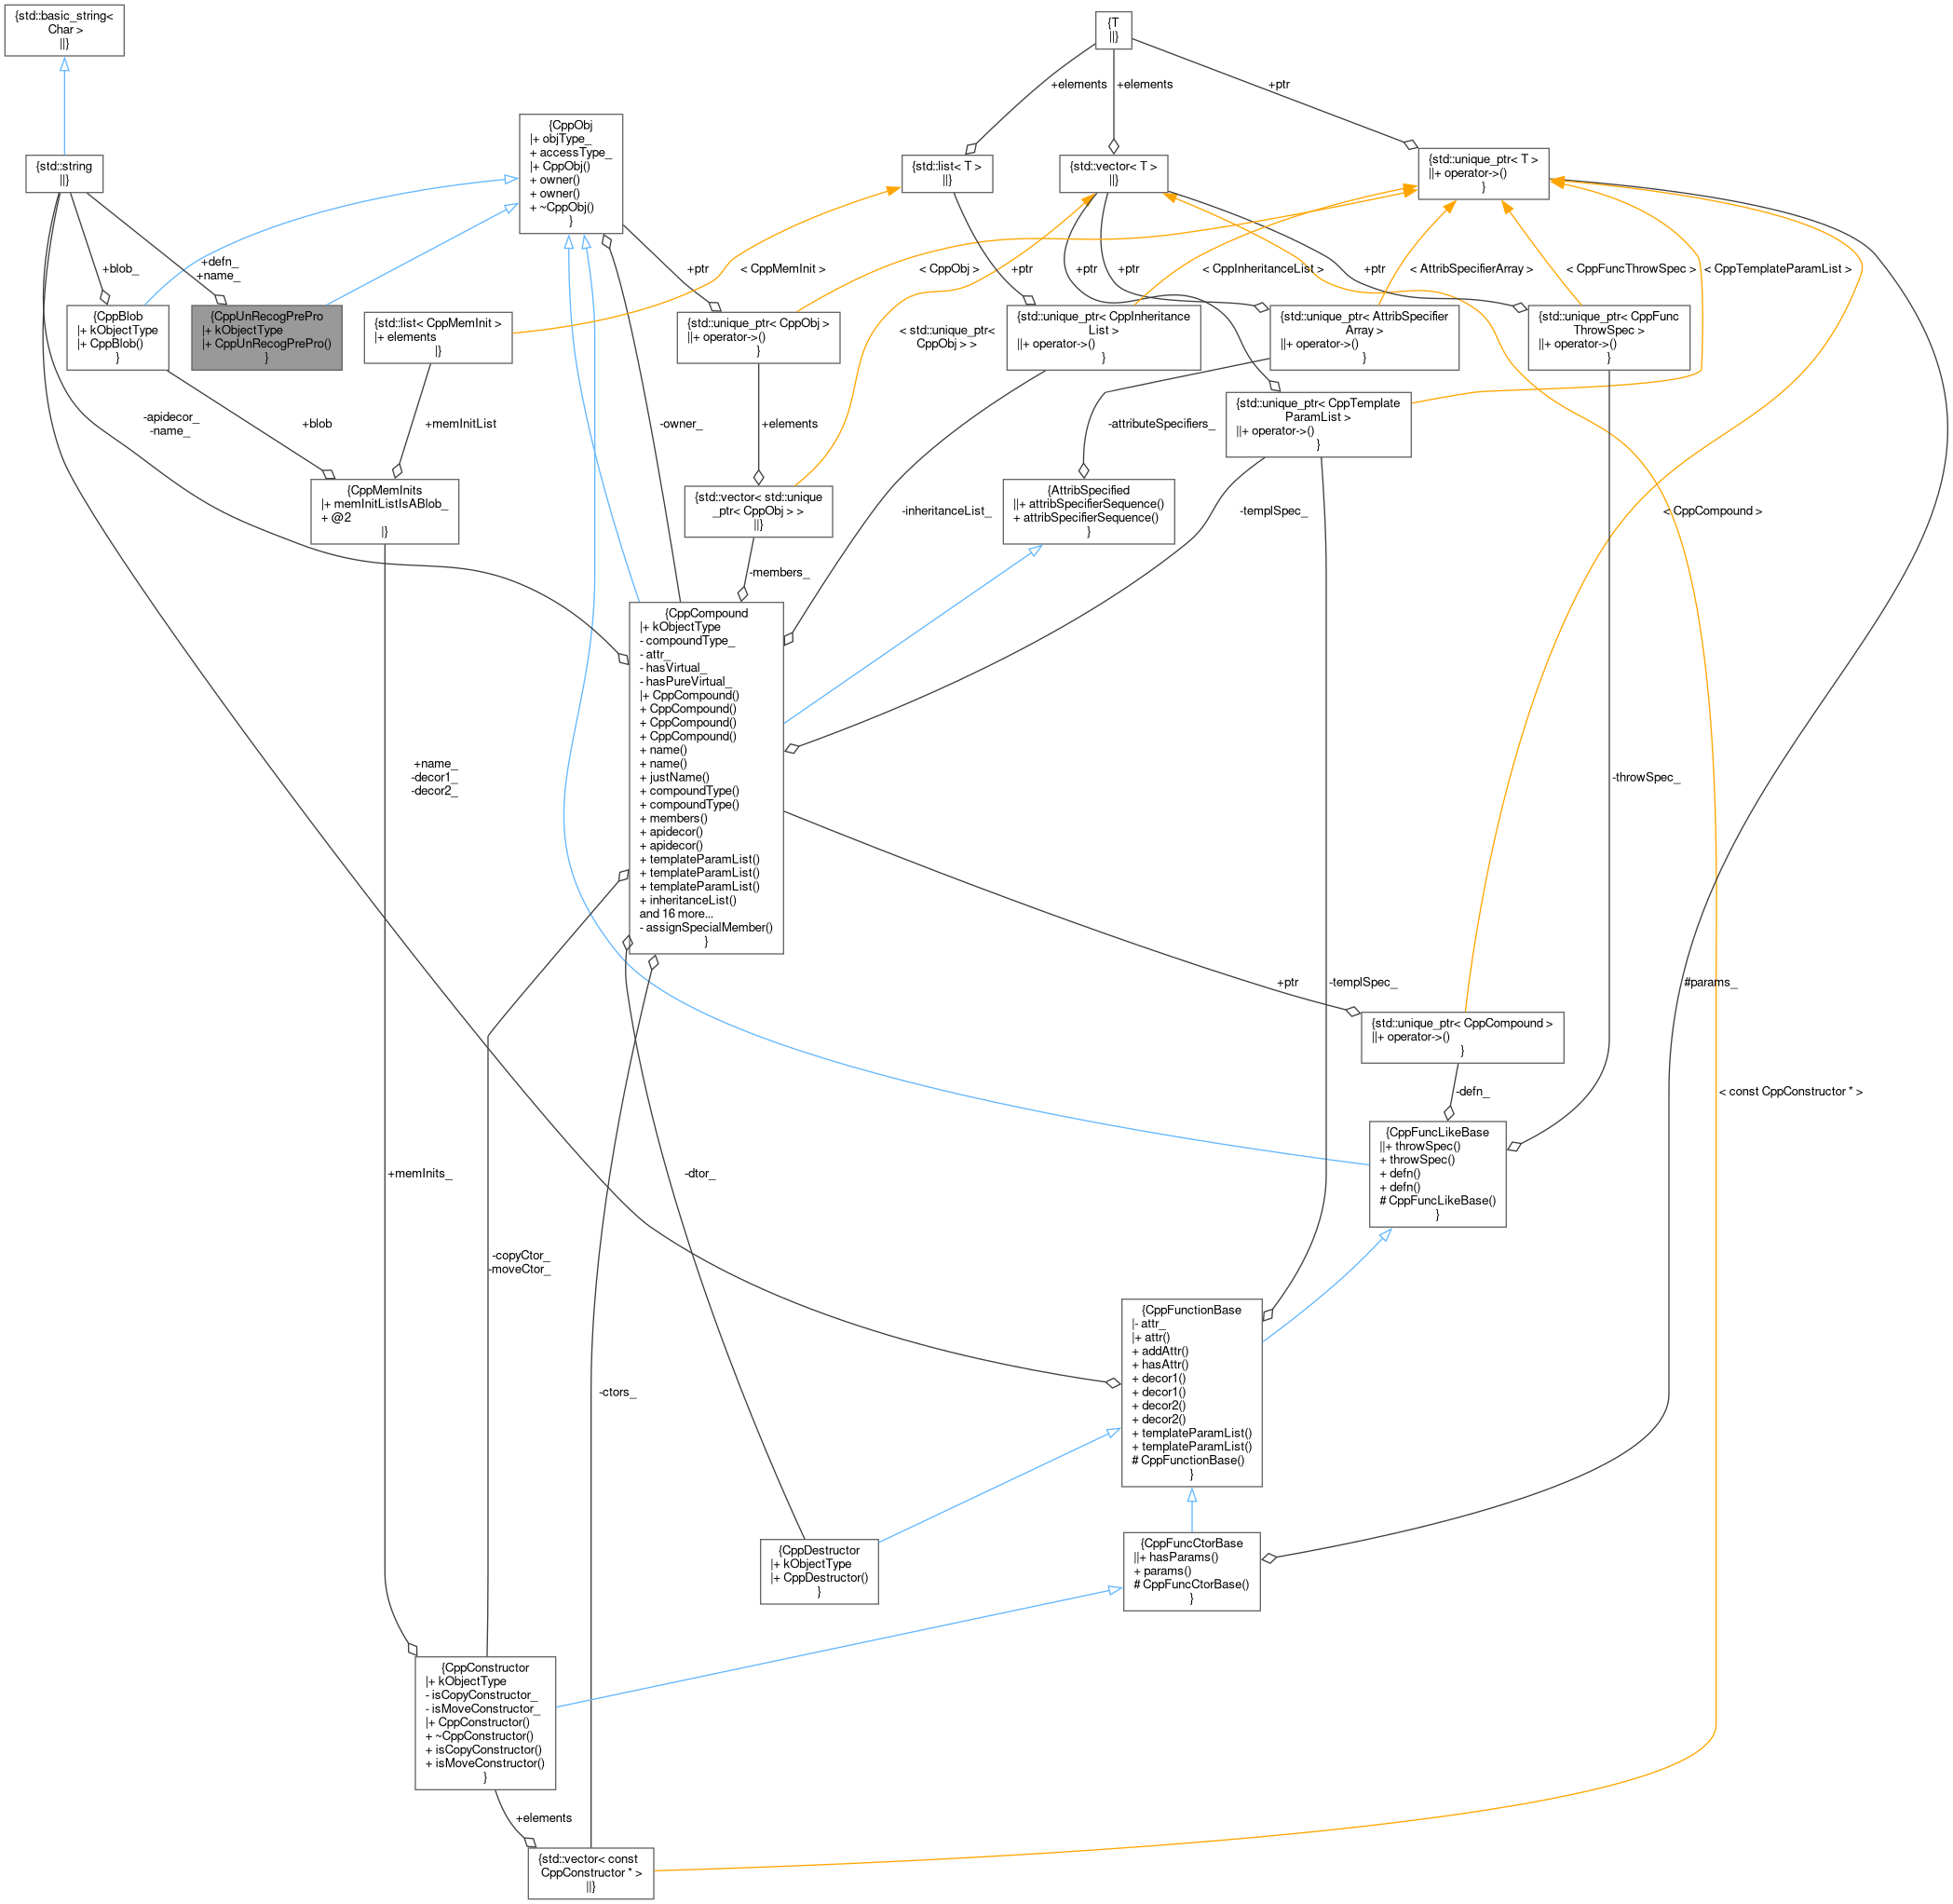 {std::basic_string<
Char >
||}
{T
||}
+elements
+elements
+ptr
{CppObj
|+ objType_
+ accessType_
|+ CppObj()
+ owner()
+ owner()
+ ~CppObj()
}
{std::string
||}
{std::list< T >
||}
{std::vector< T >
||}
{std::unique_ptr< T >
||+ operator->()
}
+blob_
+defn_
+name_
+ptr
< CppMemInit >
< CppObj >
+ptr
+ptr
+ptr
< CppInheritanceList >
+ptr
< AttribSpecifierArray >
< CppFuncThrowSpec >
< CppTemplateParamList >
{CppBlob
|+ kObjectType
|+ CppBlob()
}
{CppUnRecogPrePro
|+ kObjectType
|+ CppUnRecogPrePro()
}
{std::list< CppMemInit >
|+ elements
|}
{std::unique_ptr< CppObj >
||+ operator->()
}
< std::unique_ptr<
CppObj > >
{std::unique_ptr< CppInheritance
List >
||+ operator->()
}
{std::unique_ptr< AttribSpecifier
Array >
||+ operator->()
}
{std::unique_ptr< CppFunc
ThrowSpec >
||+ operator->()
}
-apidecor_
-name_
+blob
+memInitList
-owner_
+elements
-attributeSpecifiers_
{std::unique_ptr< CppTemplate
ParamList >
||+ operator->()
}
{CppMemInits
|+ memInitListIsABlob_
+ @2
|}
{std::vector< std::unique
_ptr< CppObj > >
||}
-inheritanceList_
{AttribSpecified
||+ attribSpecifierSequence()
+ attribSpecifierSequence()
}
-templSpec_
< CppCompound >
-members_
{CppCompound
|+ kObjectType
- compoundType_
- attr_
- hasVirtual_
- hasPureVirtual_
|+ CppCompound()
+ CppCompound()
+ CppCompound()
+ CppCompound()
+ name()
+ name()
+ justName()
+ compoundType()
+ compoundType()
+ members()
+ apidecor()
+ apidecor()
+ templateParamList()
+ templateParamList()
+ templateParamList()
+ inheritanceList()
and 16 more...
- assignSpecialMember()
}
+name_
-decor1_
-decor2_
-throwSpec_
+ptr
-templSpec_
#params_
{std::unique_ptr< CppCompound >
||+ operator->()
}
-defn_
< const CppConstructor * >
{CppFuncLikeBase
||+ throwSpec()
+ throwSpec()
+ defn()
+ defn()
# CppFuncLikeBase()
}
+memInits_
-dtor_
-copyCtor_
-moveCtor_
-ctors_
{CppFunctionBase
|- attr_
|+ attr()
+ addAttr()
+ hasAttr()
+ decor1()
+ decor1()
+ decor2()
+ decor2()
+ templateParamList()
+ templateParamList()
# CppFunctionBase()
}
{CppDestructor
|+ kObjectType
|+ CppDestructor()
}
{CppFuncCtorBase
||+ hasParams()
+ params()
# CppFuncCtorBase()
}
{CppConstructor
|+ kObjectType
- isCopyConstructor_
- isMoveConstructor_
|+ CppConstructor()
+ ~CppConstructor()
+ isCopyConstructor()
+ isMoveConstructor()
}
+elements
{std::vector< const
CppConstructor * >
||}